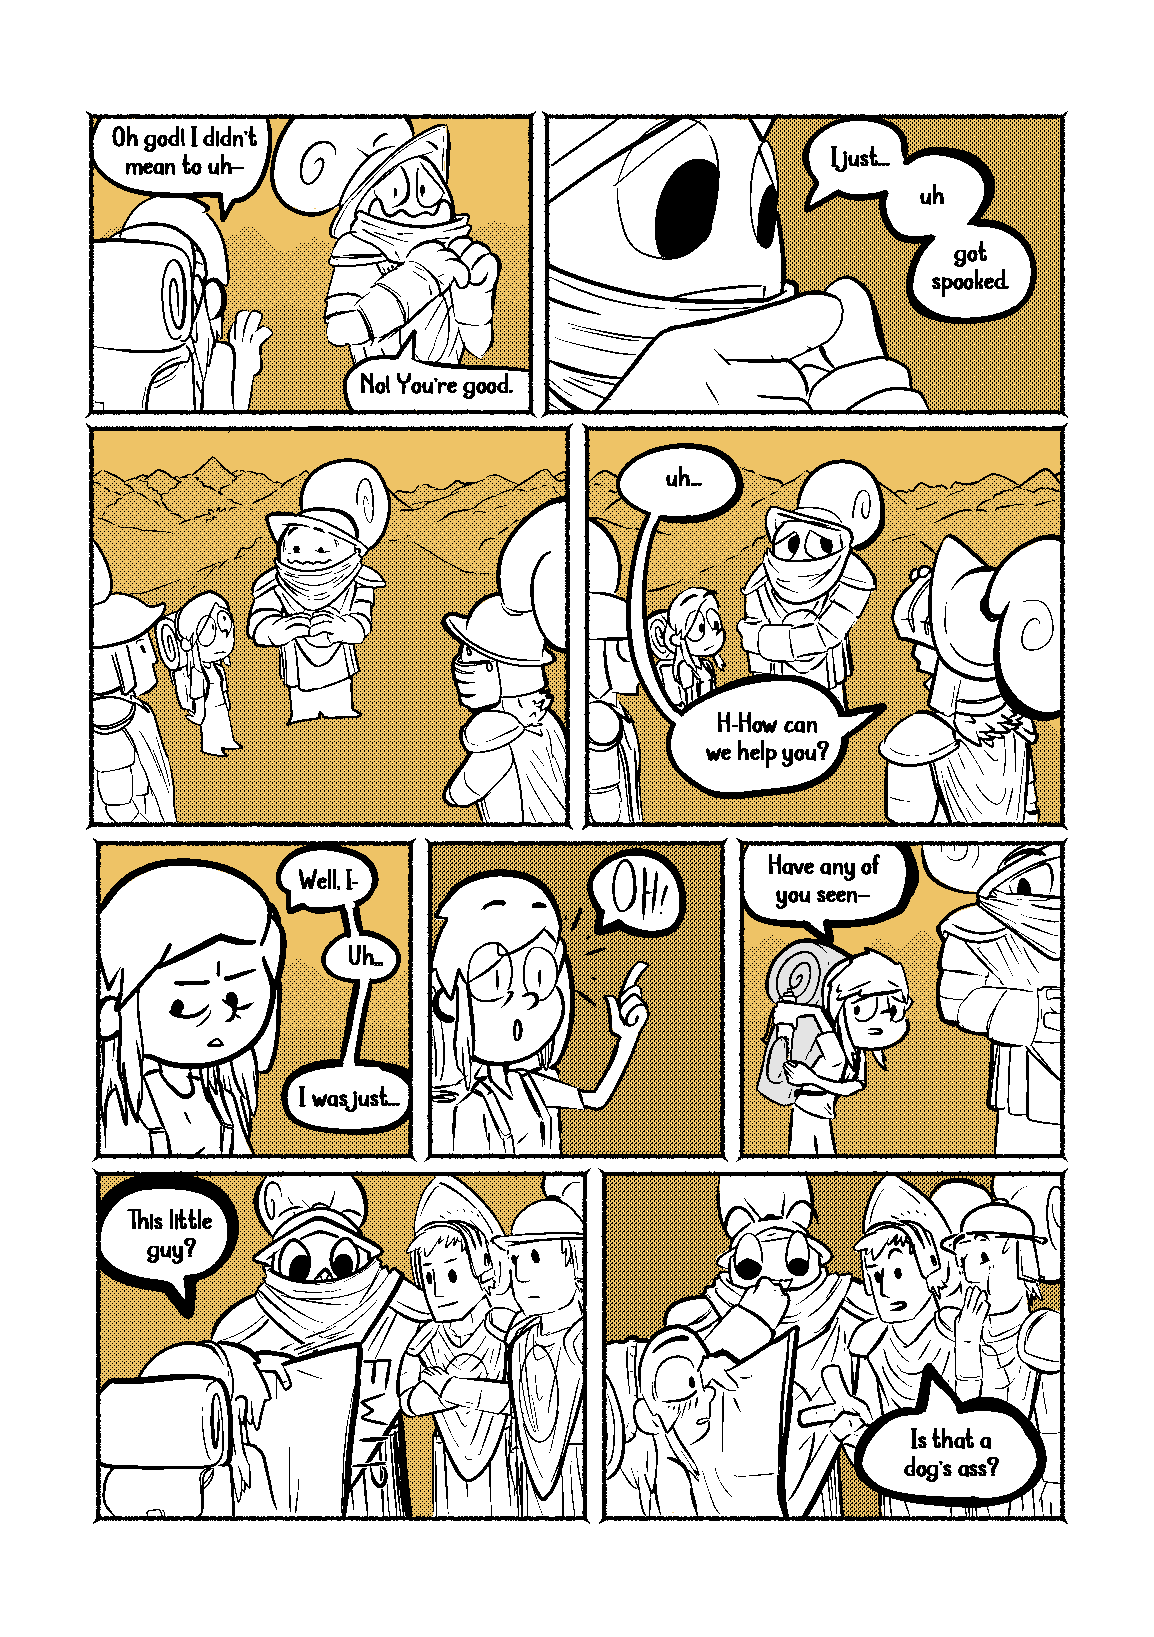 Oh god! I didn't
mean to uh—
No! You're good.
I just...
uh
got
spooked.
uh...
H-How can
we help you?
Well, I-
Uh...
I was just...
OH!
Have any of
you seen—
This little
guy?
Is that a
dog's ass?